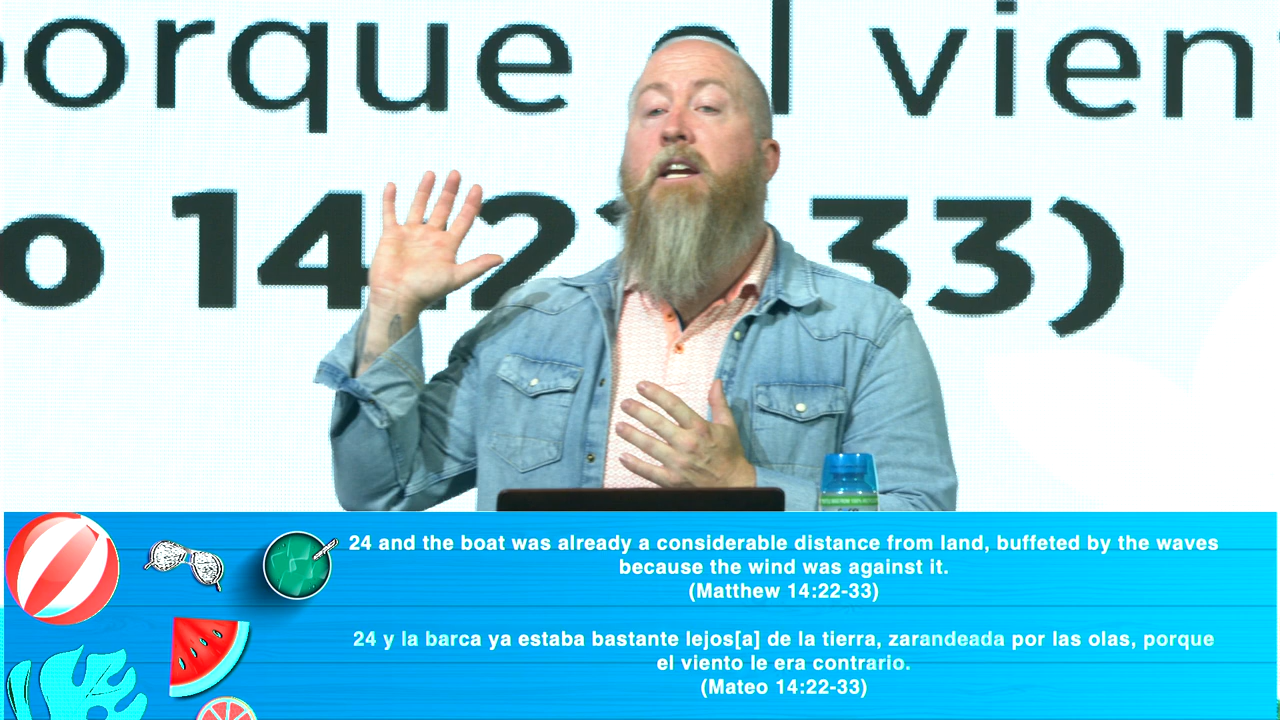 porque el vient
o 14:22-33)
24 and the boat was already a considerable distance from land, buffeted by the waves
because the wind was against it.
(Matthew 14:22-33)
24 y la barca ya estaba bastante lejos[a] de la tierra, zarandeada por las olas, porque
el viento le era contrario.
(Mateo 14:22-33)